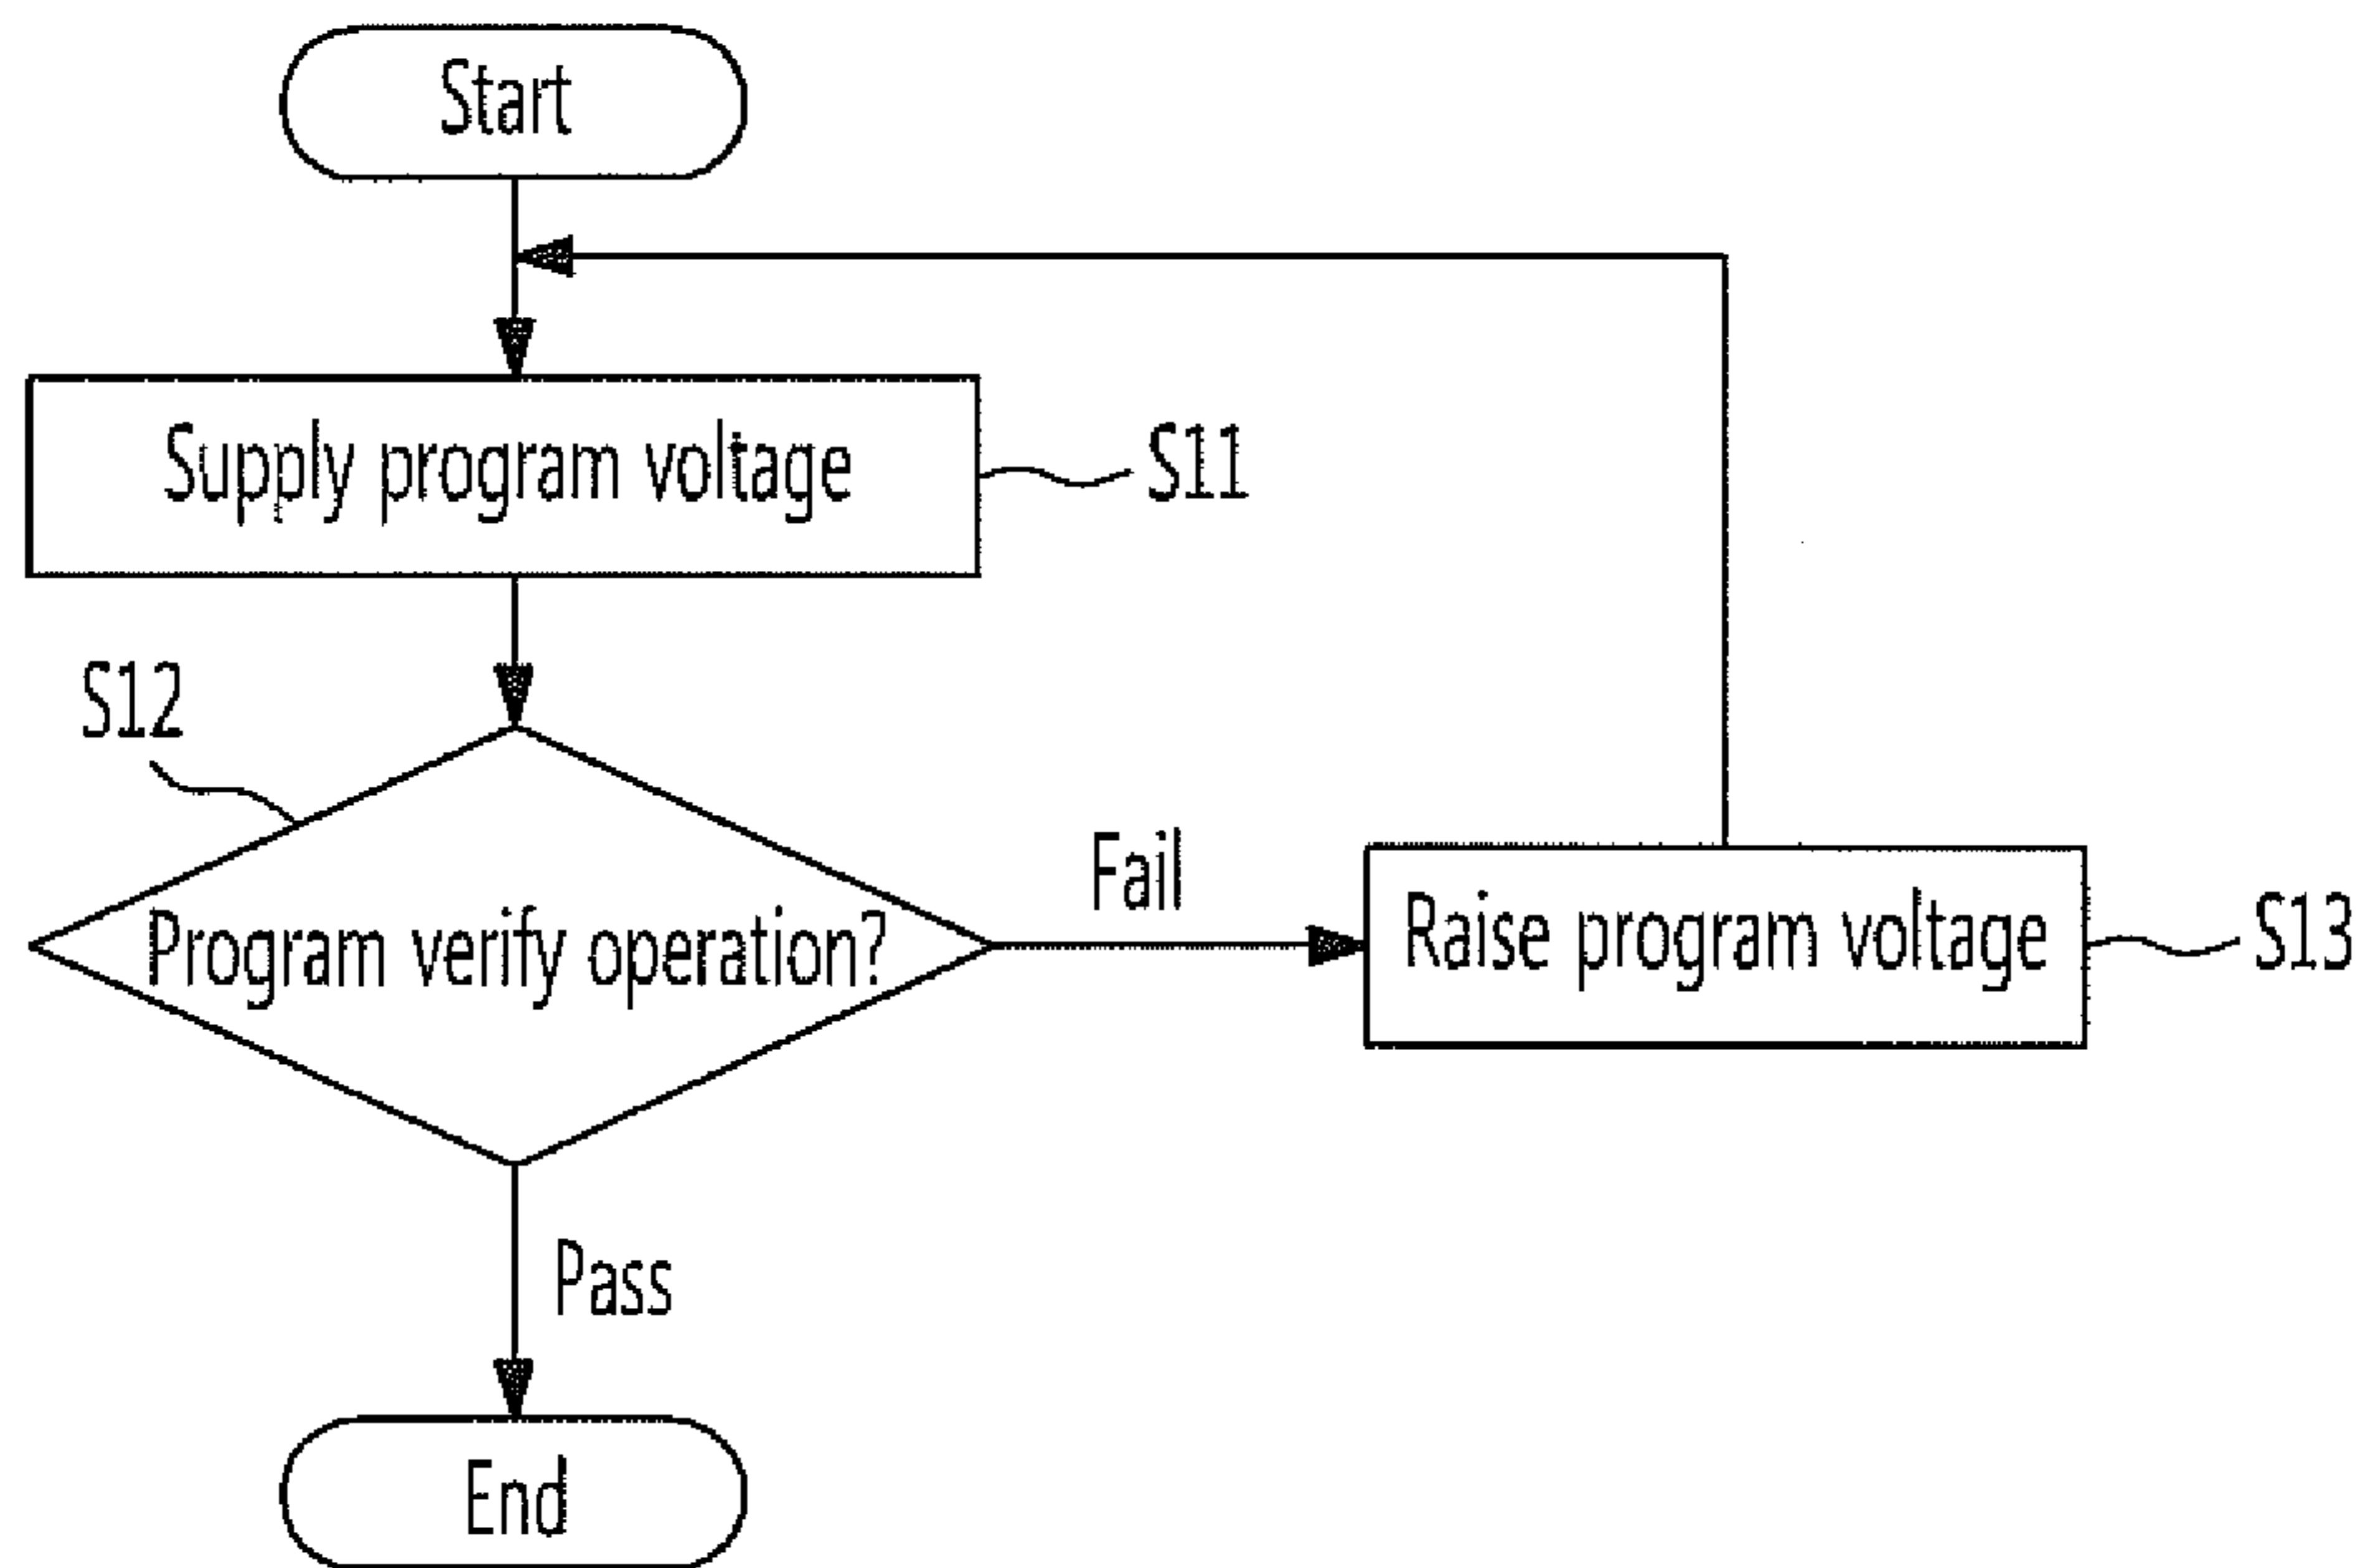 Start
Supply program voltage
S11
S12
Program verify operation?
Fail
Raise program voltage
S13
Pass
End